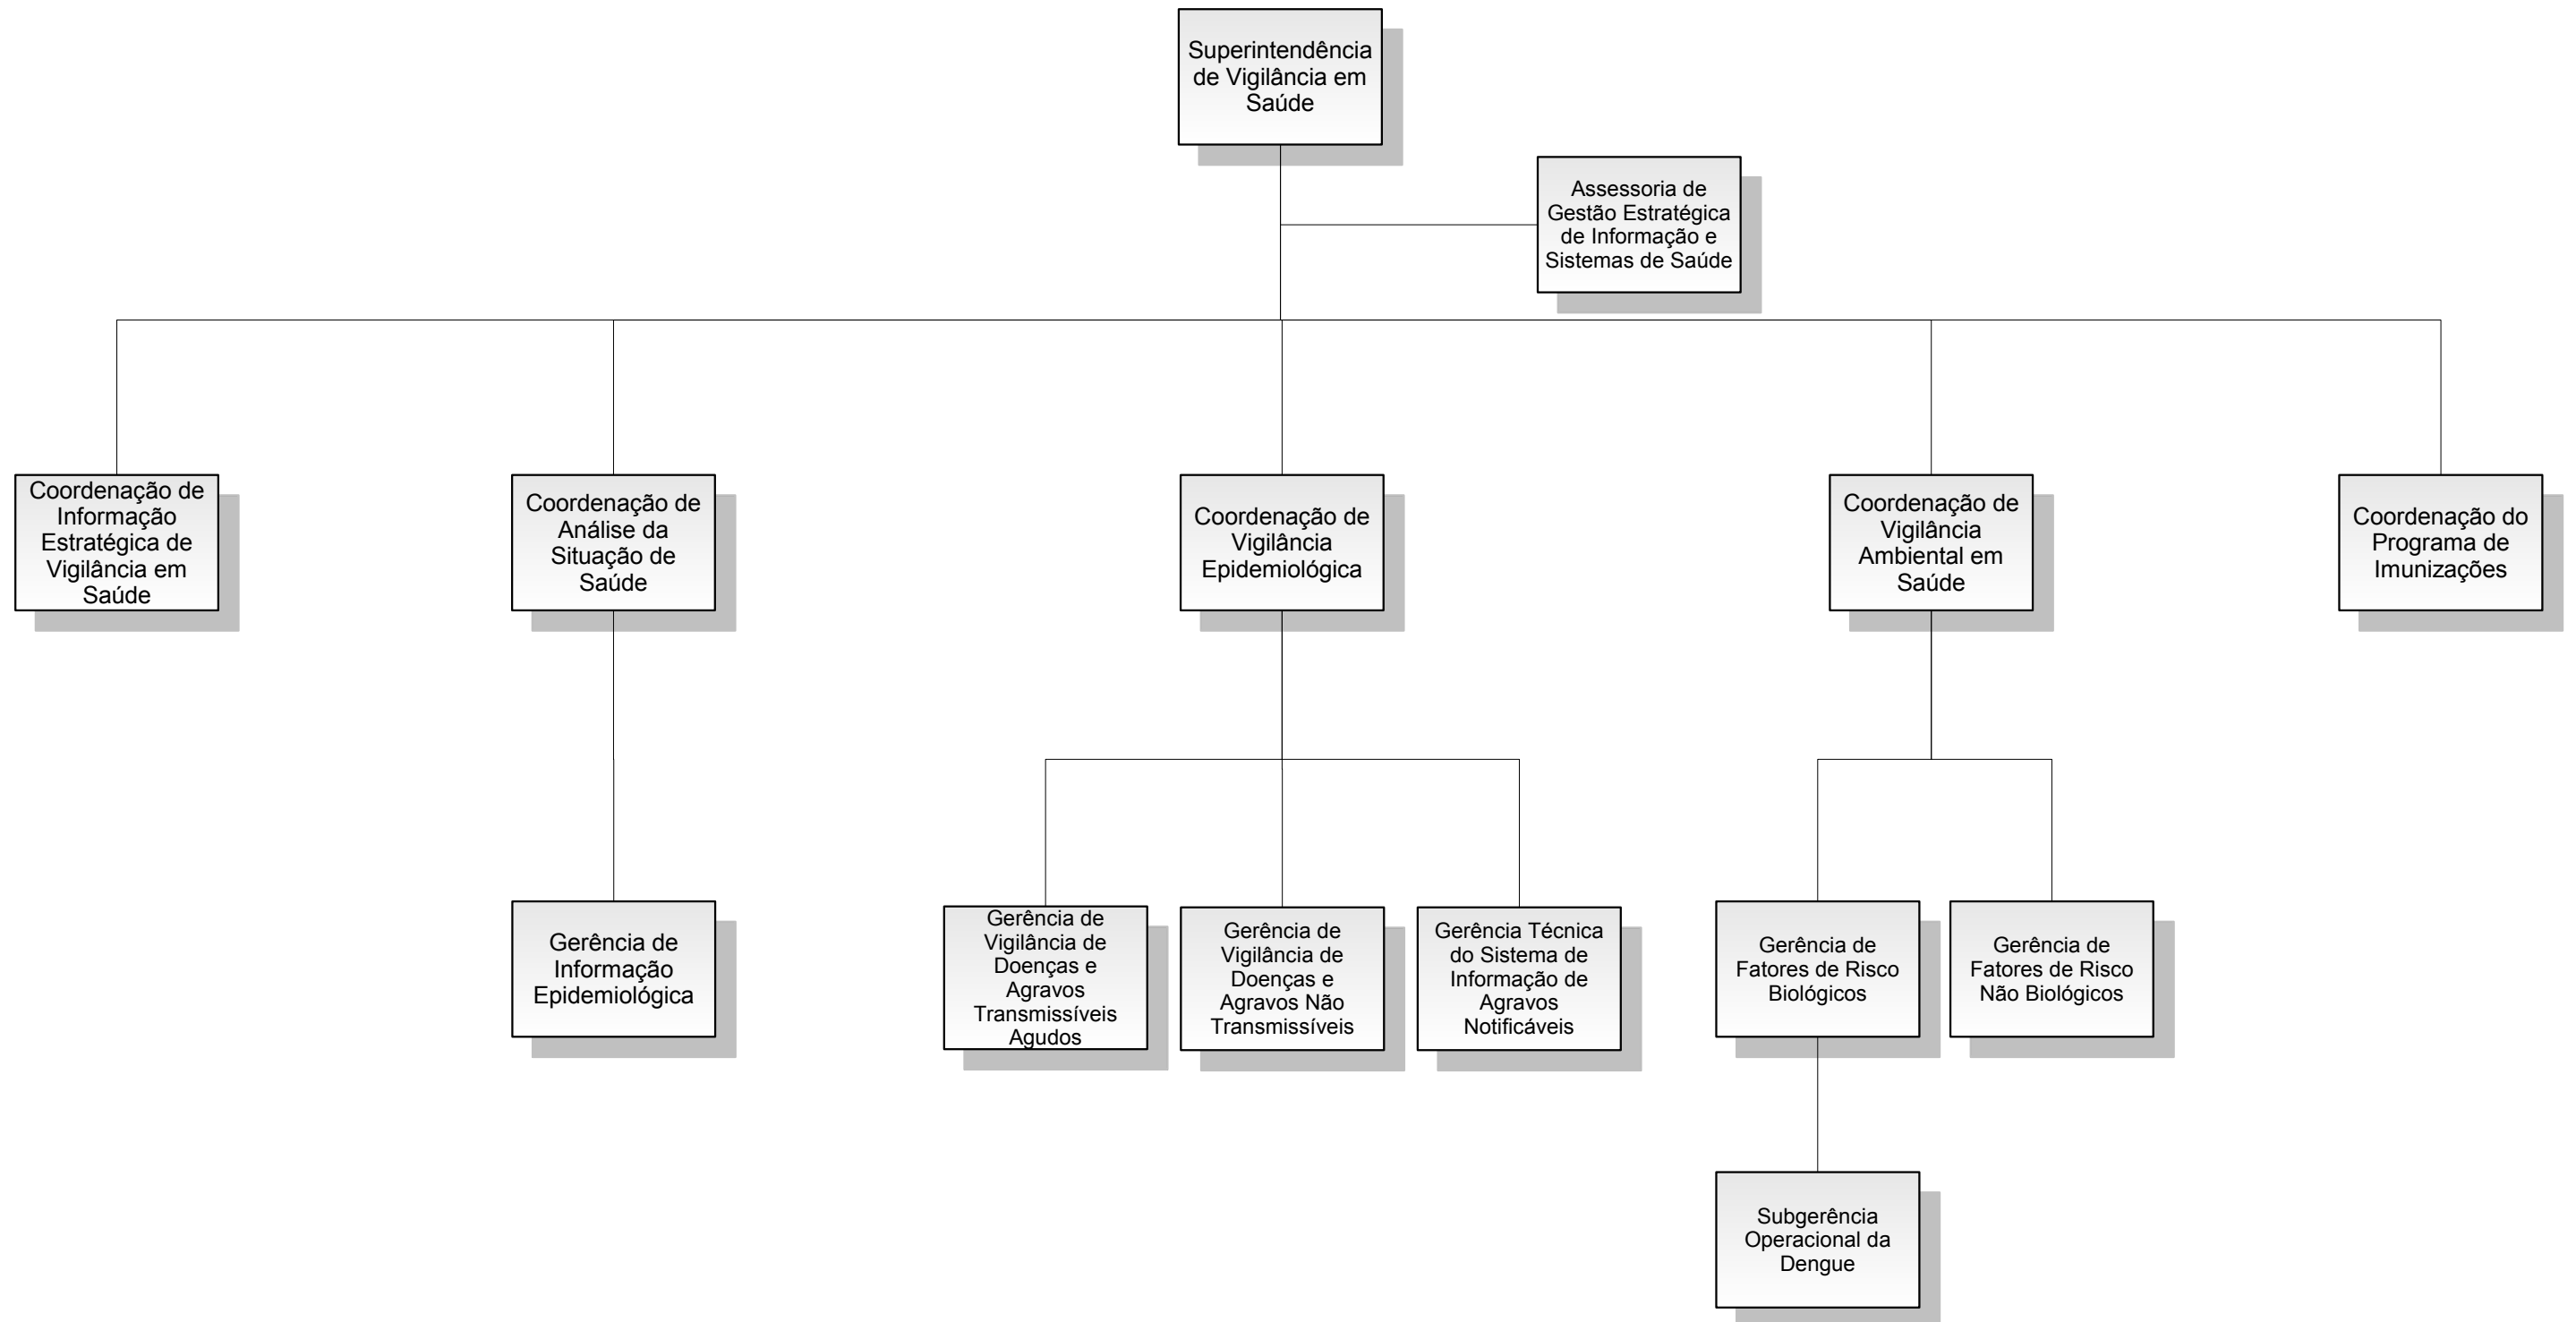 Superintendência
de Vigilância em
Saúde
Assessoria de
Gestão Estratégica
de Informação e
Sistemas de Saúde
Coordenação de
Informação
Estratégica de
Vigilância em
Saúde
Coordenação de
Análise da
Situação de
Saúde
Coordenação de
Vigilância
Epidemiológica
Coordenação de
Vigilância
Ambiental em
Saúde
Coordenação do
Programa de
Imunizações
Gerência de
Informação
Epidemiológica
Gerência de
Vigilância de
Doenças e
Agravos
Transmissíveis
Agudos
Gerência de
Vigilância de
Doenças e
Agravos Não
Transmissíveis
Gerência Técnica
do Sistema de
Informação de
Agravos
Notificáveis
Gerência de
Fatores de Risco
Biológicos
Gerência de
Fatores de Risco
Não Biológicos
Subgerência
Operacional da
Dengue